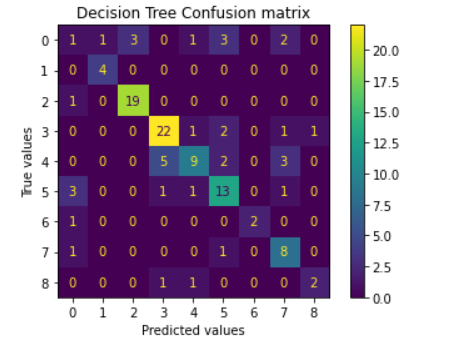 Decision Tree Confusion matrix
0 1 1 3 0 1 3 0 2 0
1 0 4 0 0 0 0 0 0 0
2 1 0 19 0 0 0 0 0 0
3 0 0 0 22 1 2 0 1 1
4 0 0 0 5 9 2 0 3 0
5 3 0 0 1 1 13 0 1 0
6 1 0 0 0 0 0 2 0 0
7 1 0 0 0 0 1 0 8 0
8 0 0 0 1 1 0 0 0 2
0 1 2 3 4 5 6 7 8
Predicted values
True values
20.0
17.5
15.0
12.5
10.0
7.5
5.0
2.5
0.0